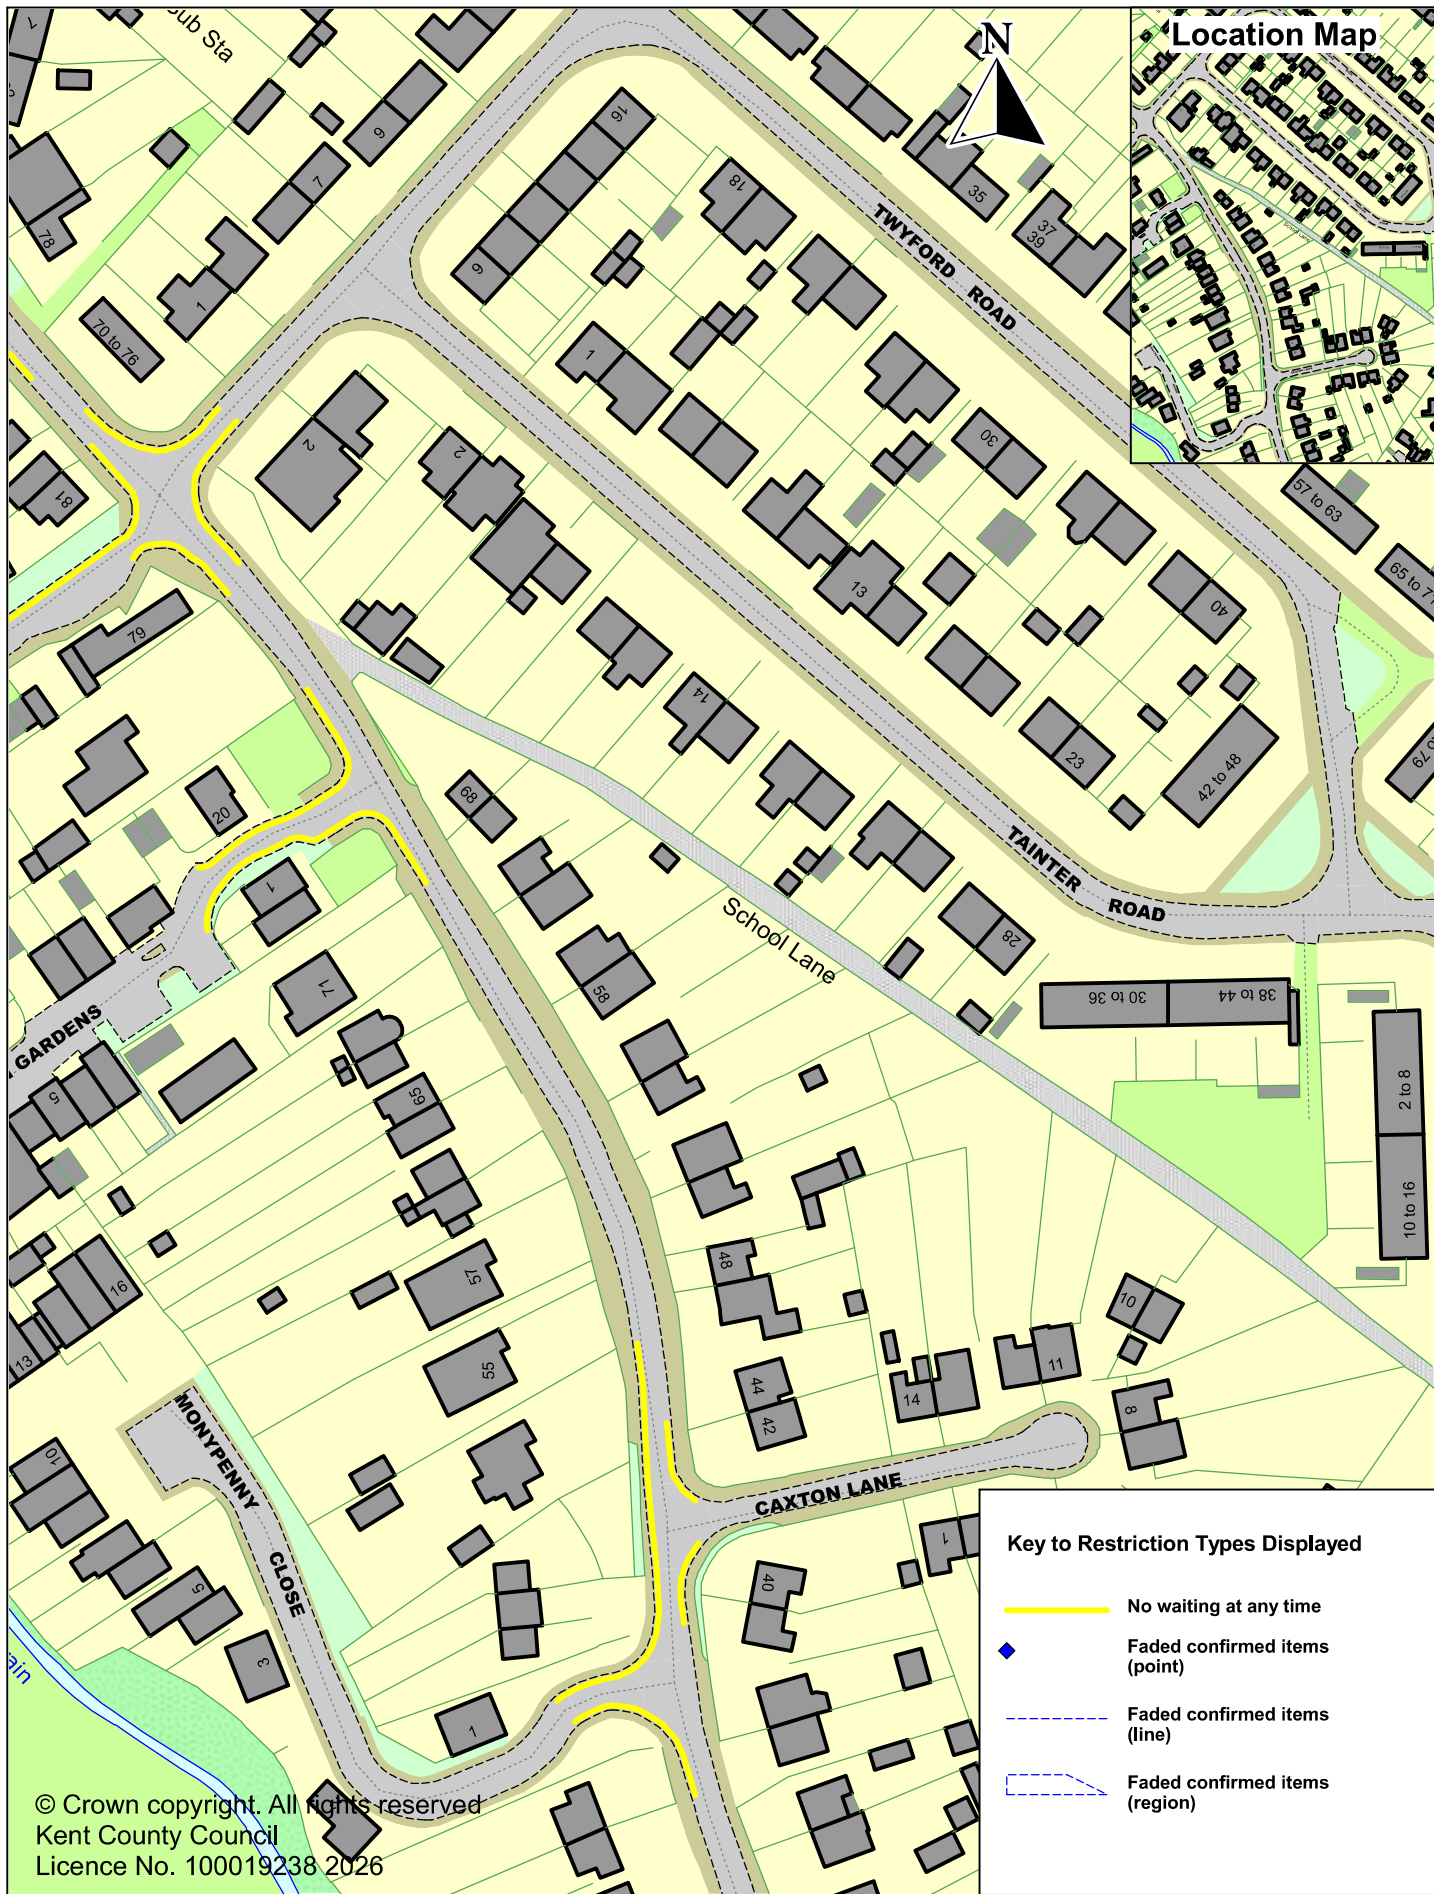 7
Sub Sta
N
Location Map
9
16
7
18
35
37
39
78
TWYFORD ROAD
9
1
70 to 76
1
2
2
30
81
57 to 63
65 to 71
13
40
79
14
23
42 to 48
20
68
TAINTER
ROAD
1
School Lane
28
71
58
30 to 36
38 to 44
GARDENS
5
65
2 to 8
10 to 16
16
57
48
10
13
55
44
42
14
11
8
MONYPENNY
CLOSE
10
CAXTON LANE
5
1
40
3
1
Key to Restriction Types Displayed
No waiting at any time
Faded confirmed items
(point)
Faded confirmed items
(line)
Faded confirmed items
(region)
© Crown copyright. All rights reserved
Kent County Council
Licence No. 100019238 2026